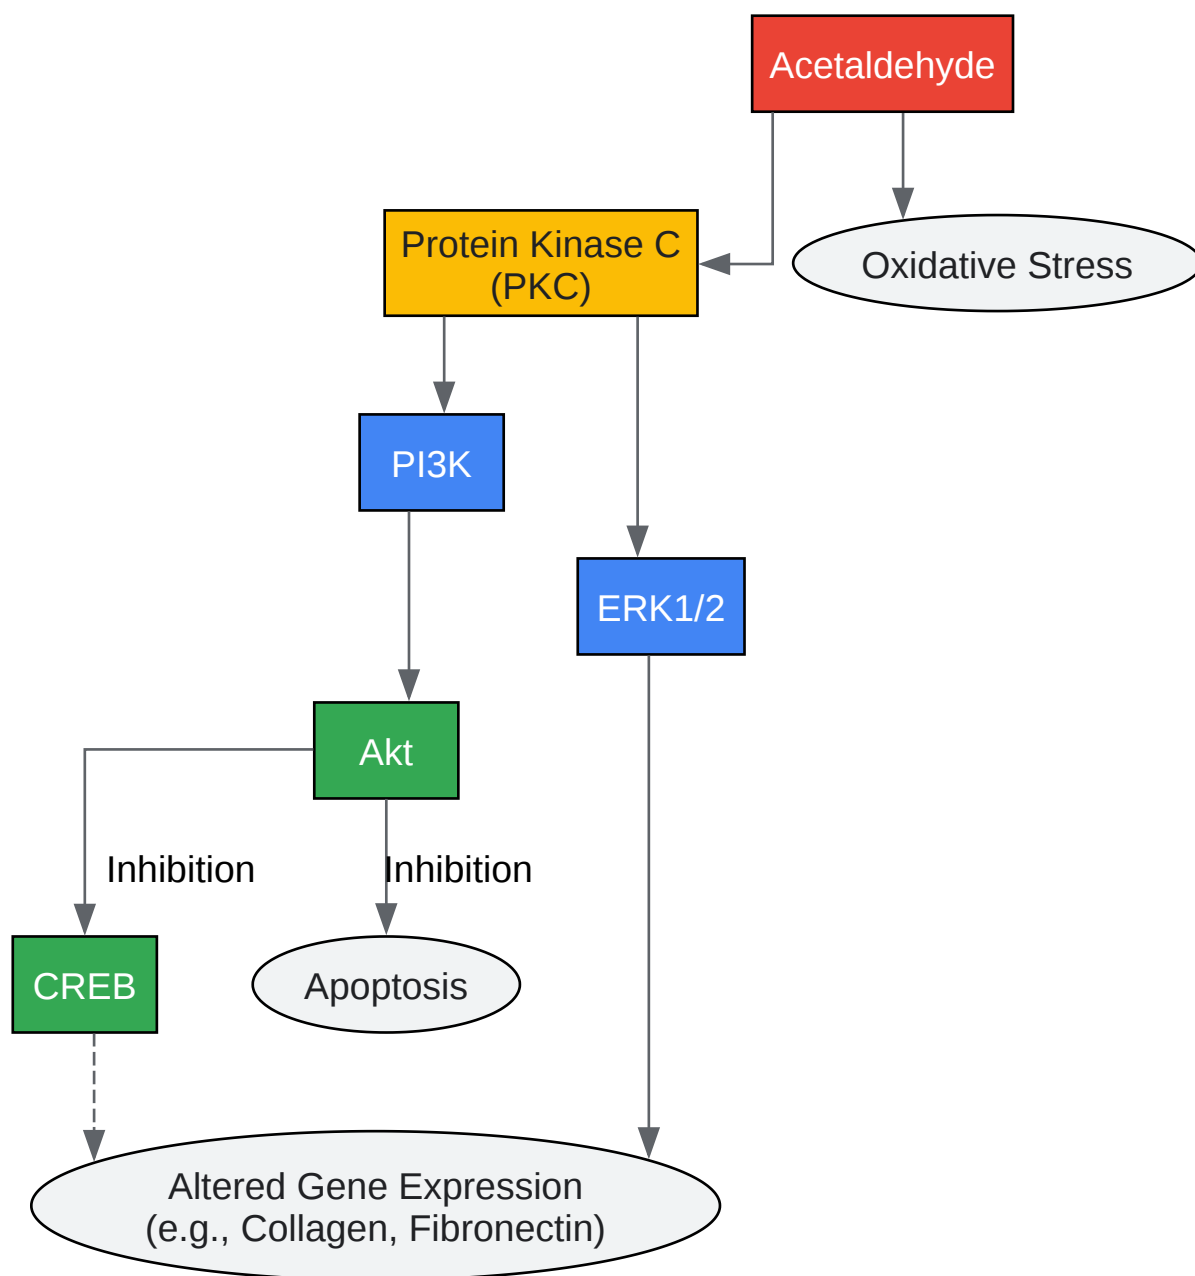 Acetaldehyde
Protein Kinase C
(PKC)
Oxidative Stress
PI3K
ERK1/2
Akt
Inhibition
Inhibition
CREB
Apoptosis
Altered Gene Expression
(e.g., Collagen, Fibronectin)